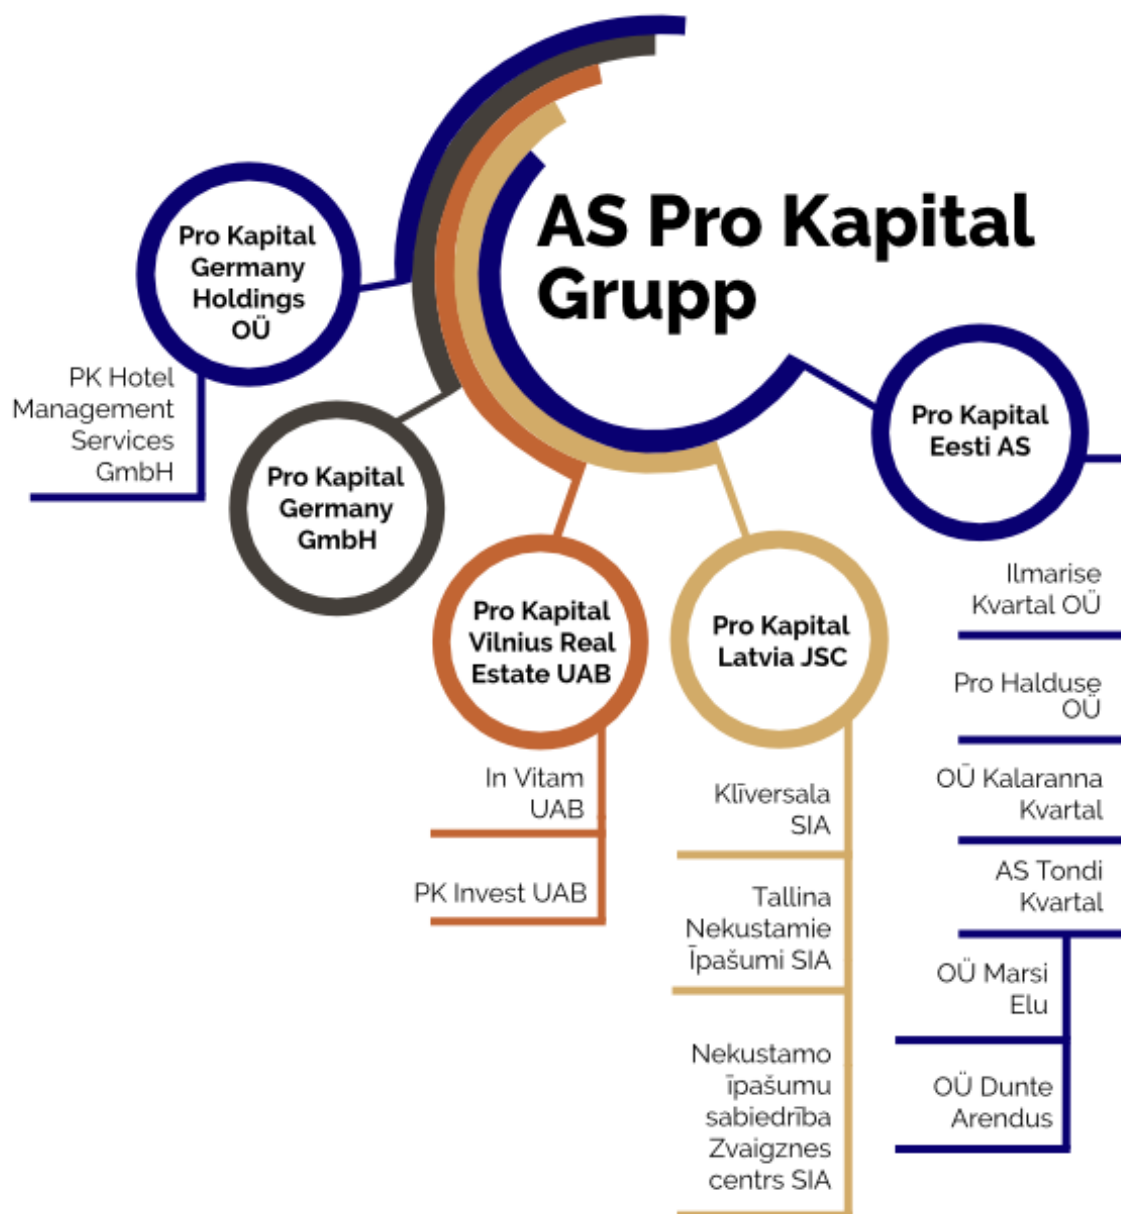 AS Pro Kapital
Grupp
Pro Kapital
Germany
Holdings
OÜ
PK Hotel
Management
Services
GmbH
Pro Kapital
Germany
GmbH
Pro Kapital
Vilnius Real
Estate UAB
In Vitam
UAB
PK Invest UAB
Pro Kapital
Latvia JSC
Klīversala
SIA
Tallina
Nekustamie
Īpašumi SIA
Nekustamo
īpašumu
sabiedrība
Zvaigznes
centrs SIA
Pro Kapital
Eesti AS
Ilmarise
Kvartal OÜ
Pro Halduse
OÜ
OÜ Kalaranna
Kvartal
AS Tondi
Kvartal
OÜ Marsi
Elu
OÜ Dunte
Arendus